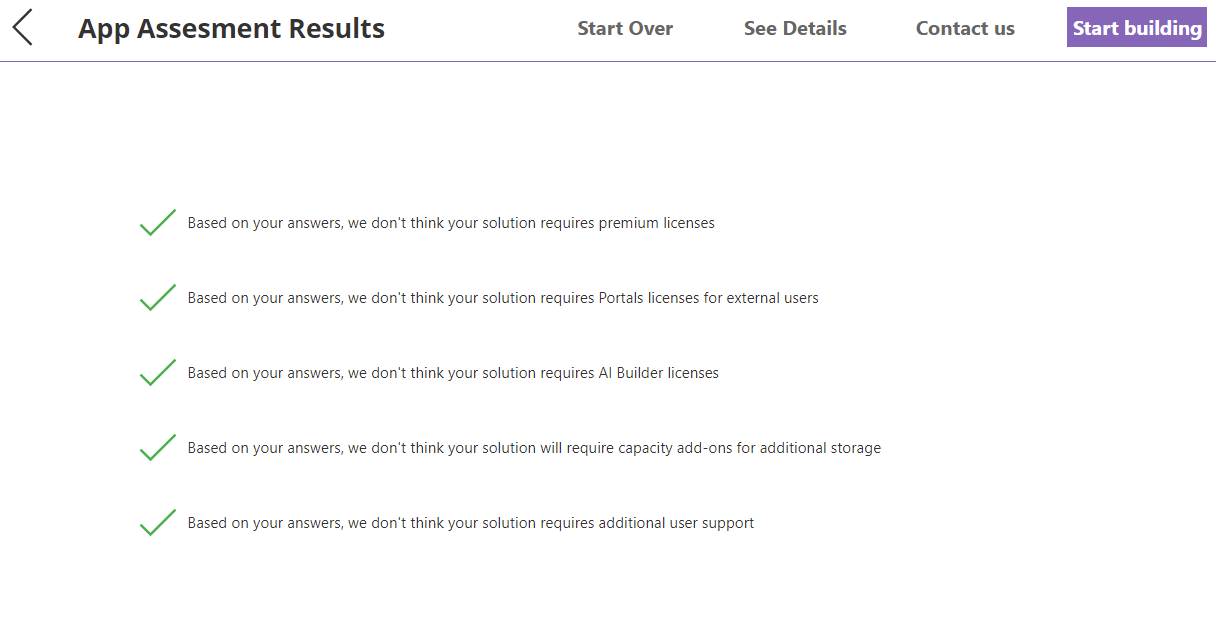 App Assesment Results
Start Over
See Details
Contact us
Start building
Based on your answers, we don't think your solution requires premium licenses
Based on your answers, we don't think your solution requires Portals licenses for external users
Based on your answers, we don't think your solution requires AI Builder licenses
Based on your answers, we don't think your solution will require capacity add-ons for additional storage
Based on your answers, we don't think your solution requires additional user support